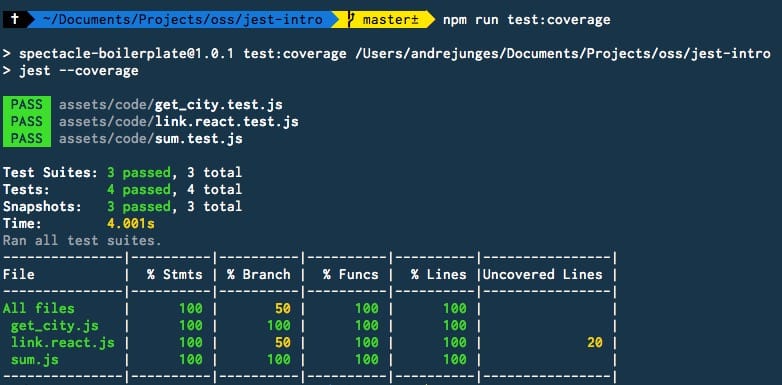 ~/Documents/Projects/oss/jest-intro master± npm run test:coverage
> spectacle-boilerplate@1.0.1 test:coverage /Users/andrejunges/Documents/Projects/oss/jest-intro
> jest --coverage
PASS assets/code/get_city.test.js
PASS assets/code/link.react.test.js
PASS assets/code/sum.test.js
Test Suites: 3 passed, 3 total
Tests: 4 passed, 4 total
Snapshots: 3 passed, 3 total
Time: 4.001s
Ran all test suites.
---------------|----------|----------|----------|----------|----------------|
File | % Stmts | % Branch | % Funcs | % Lines |Uncovered Lines |
---------------|----------|----------|----------|----------|----------------|
All files | 100 | 50 | 100 | 100 | |
get_city.js | 100 | 100 | 100 | 100 | |
link.react.js | 100 | 50 | 100 | 100 | 20 |
sum.js | 100 | 100 | 100 | 100 | |
---------------|----------|----------|----------|----------|----------------|